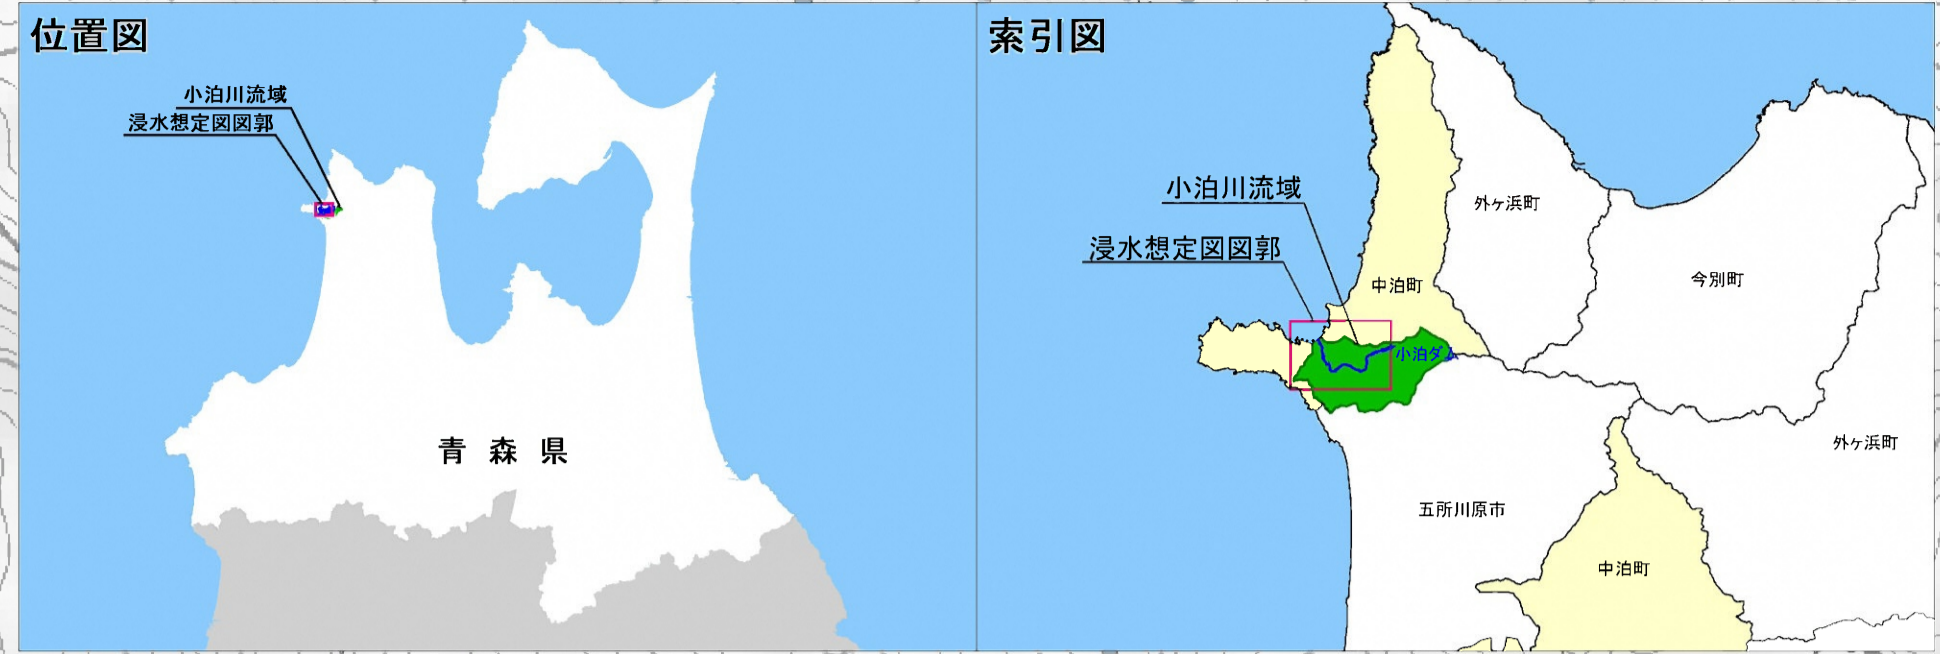 位置図
小泊川流域
浸水想定図図郭
青森県
索引図
小泊川流域
浸水想定図図郭
外ヶ浜町
中泊町
今別町
小泊ダム
外ヶ浜町
五所川原市
中泊町